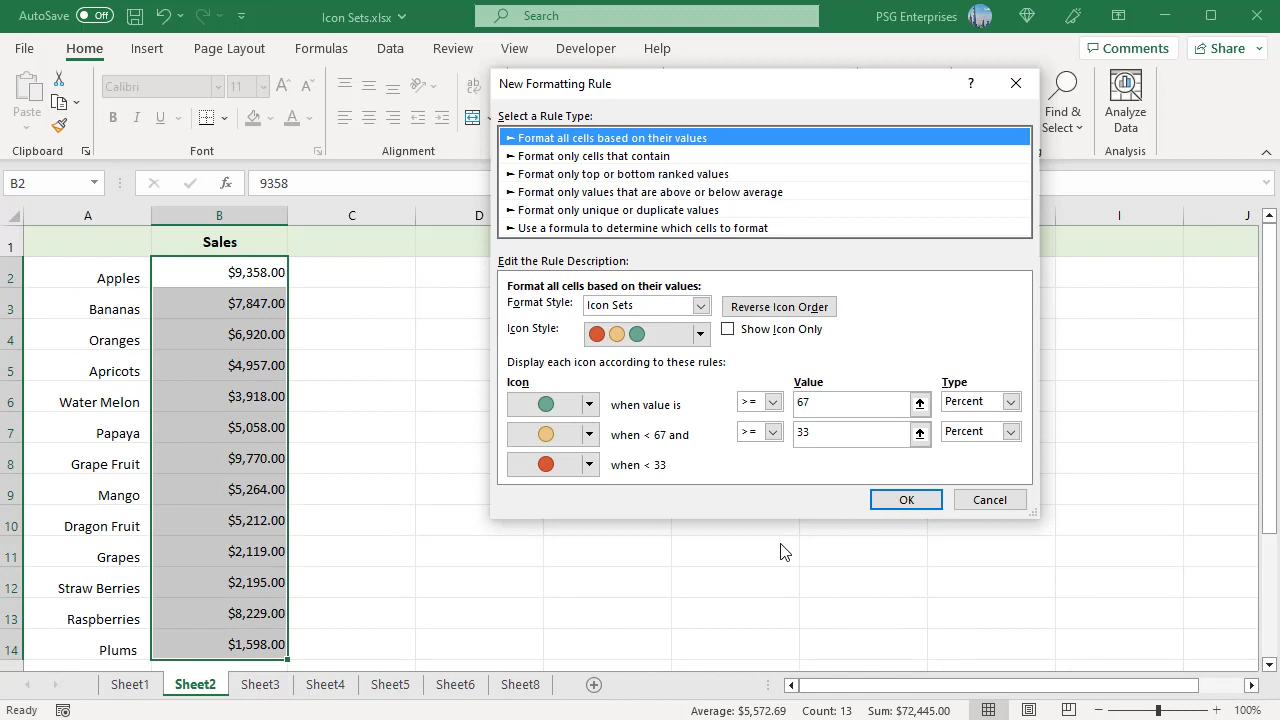 AutoSave Off Icon Sets.xlsx Search PSG Enterprises
File Home Insert Page Layout Formulas Data Review View Developer Help Comments Share
Paste
Calibri 11
B I U A
ab
Find & Select
Analyze Data
Clipboard Font Alignment Analysis
B2 fx 9358
A B C D I J
1 Sales
2 Apples $9,358.00
3 Bananas $7,847.00
4 Oranges $6,920.00
5 Apricots $4,957.00
6 Water Melon $3,918.00
7 Papaya $5,058.00
8 Grape Fruit $9,770.00
9 Mango $5,264.00
10 Dragon Fruit $5,212.00
11 Grapes $2,119.00
12 Straw Berries $2,195.00
13 Raspberries $8,229.00
14 Plums $1,598.00
New Formatting Rule ?
Select a Rule Type:
► Format all cells based on their values
► Format only cells that contain
► Format only top or bottom ranked values
► Format only values that are above or below average
► Format only unique or duplicate values
► Use a formula to determine which cells to format
Edit the Rule Description:
Format all cells based on their values:
Format Style: Icon Sets Reverse Icon Order
Icon Style: Show Icon Only
Display each icon according to these rules:
Icon Value Type
when value is >= 67 Percent
when < 67 and >= 33 Percent
when < 33
OK Cancel
Sheet1 Sheet2 Sheet3 Sheet4 Sheet5 Sheet6 Sheet8
Ready Average: $5,572.69 Count: 13 Sum: $72,445.00 100%